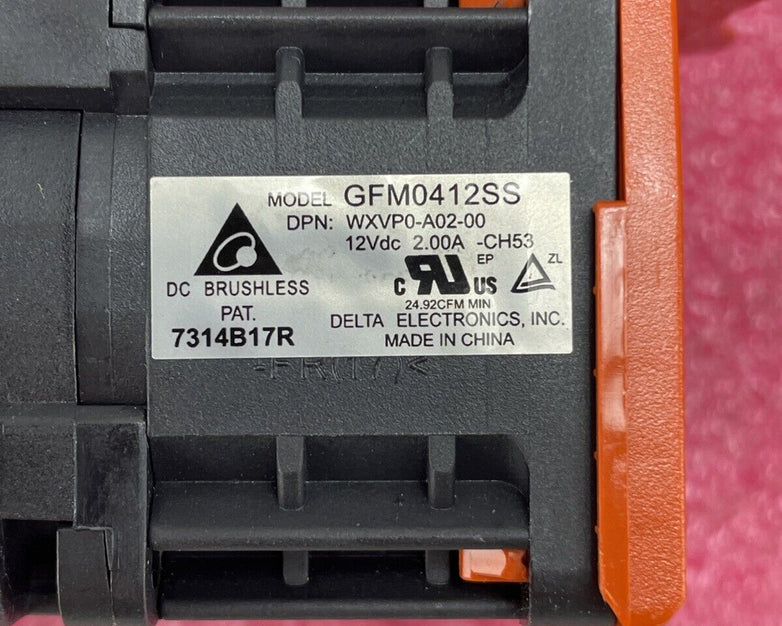 MODEL GFM0412SS
DPN: WXVP0-A02-00
12Vdc 2.00A -CH53
DC BRUSHLESS
PAT.
7314B17R
c RU US EP
24.92CFM MIN
ZL
DELTA ELECTRONICS, INC.
MADE IN CHINA